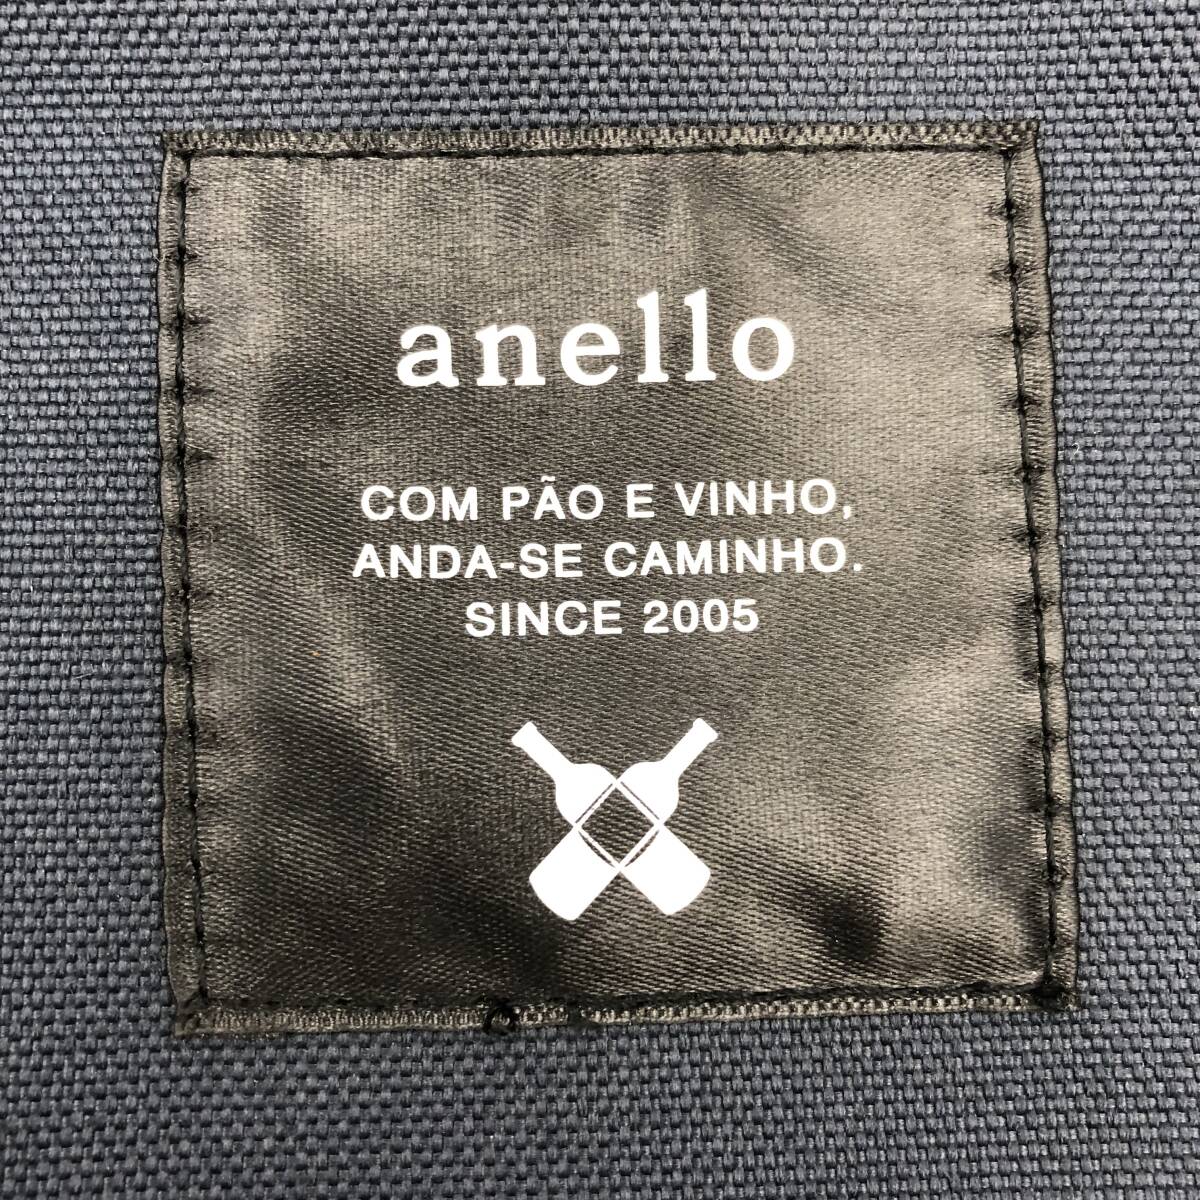 anello
COM PÃO E VINHO,
ANDA-SE CAMINHO.
SINCE 2005